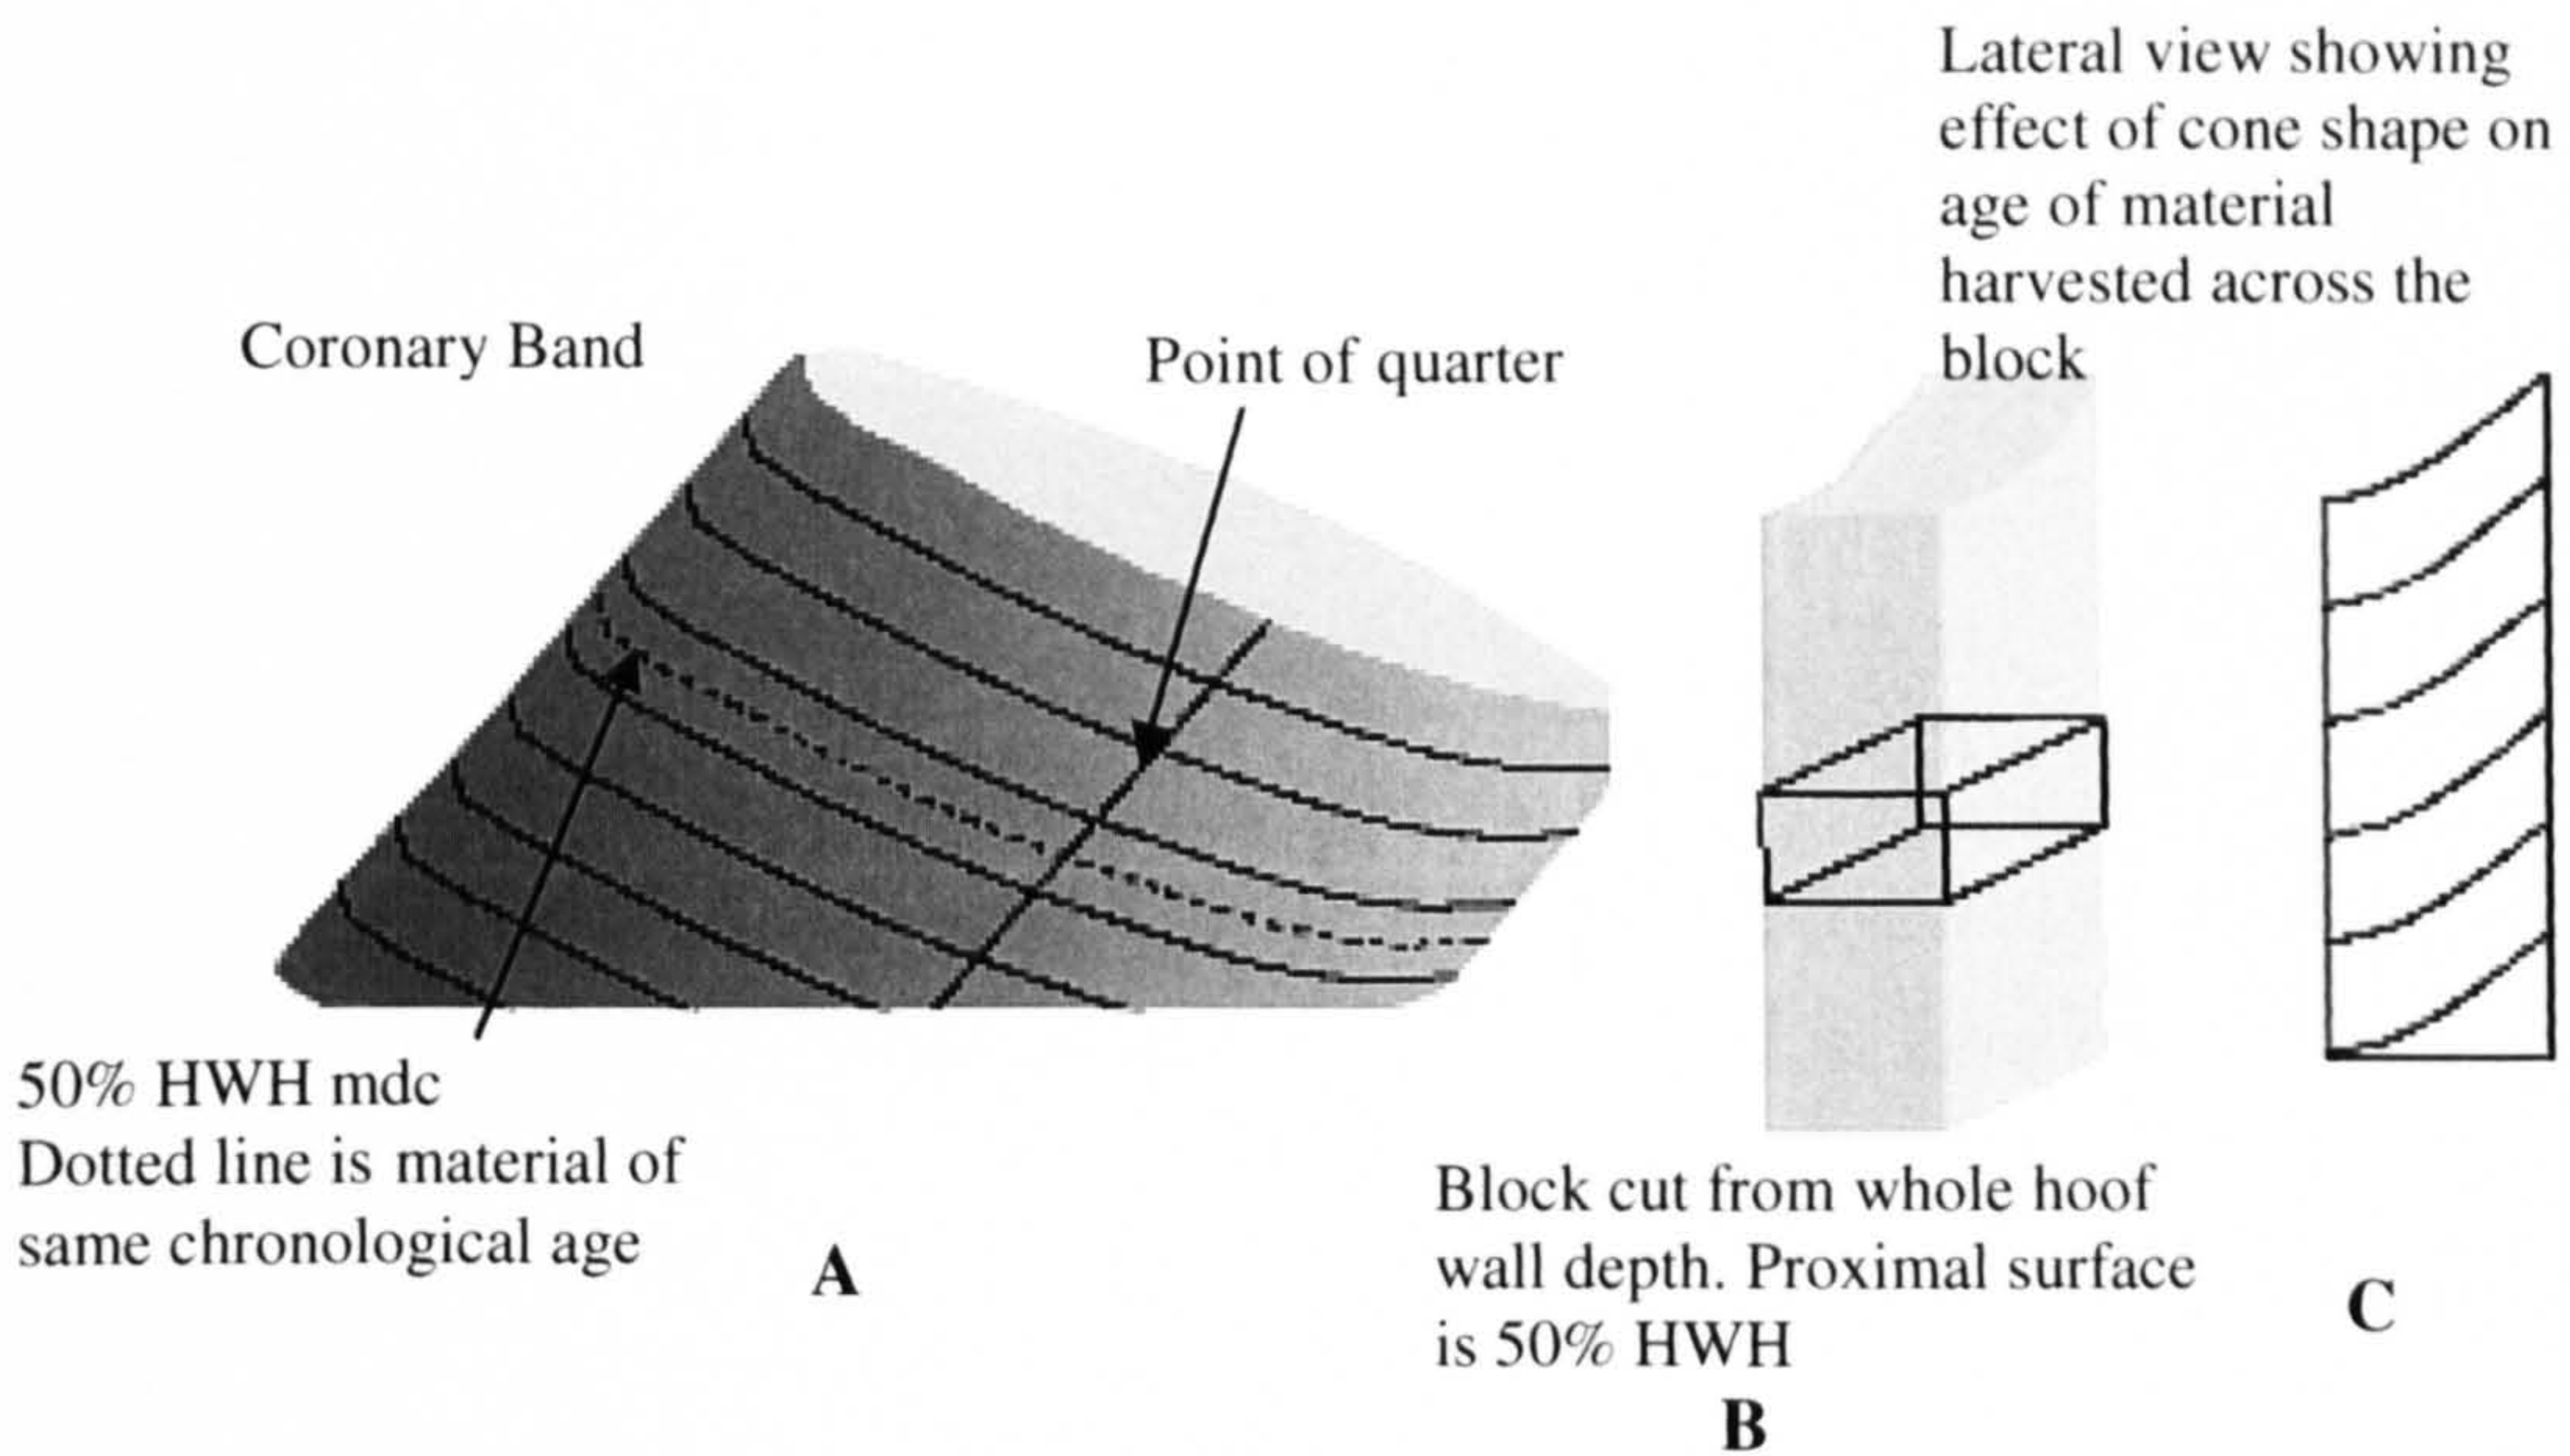 Lateral view showing
effect of cone shape on
age of material
harvested across the
block
Coronary Band
Point of quarter
50% HWH mdc
Dotted line is material of
same chronological age
A
Block cut from whole hoof
wall depth. Proximal surface
is 50% HWH
B
C